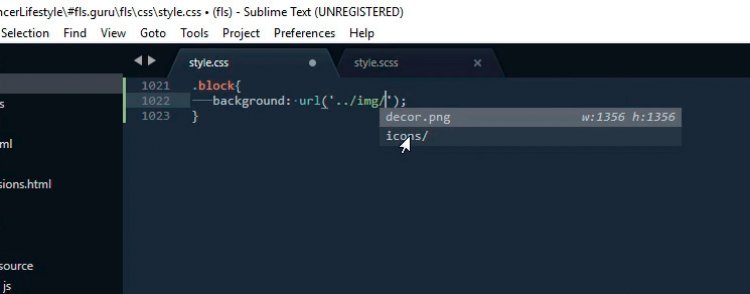 ncerLifestyle\#fls.guru\fls\css\style.css • (fls) - Sublime Text (UNREGISTERED)
Selection Find View Goto Tools Project Preferences Help
style.css style.scss
1021 .block{
1022 background: url('../img/');
1023 }
decor.png w:1356 h:1356
icons/
s
ml
sions.html
source
js